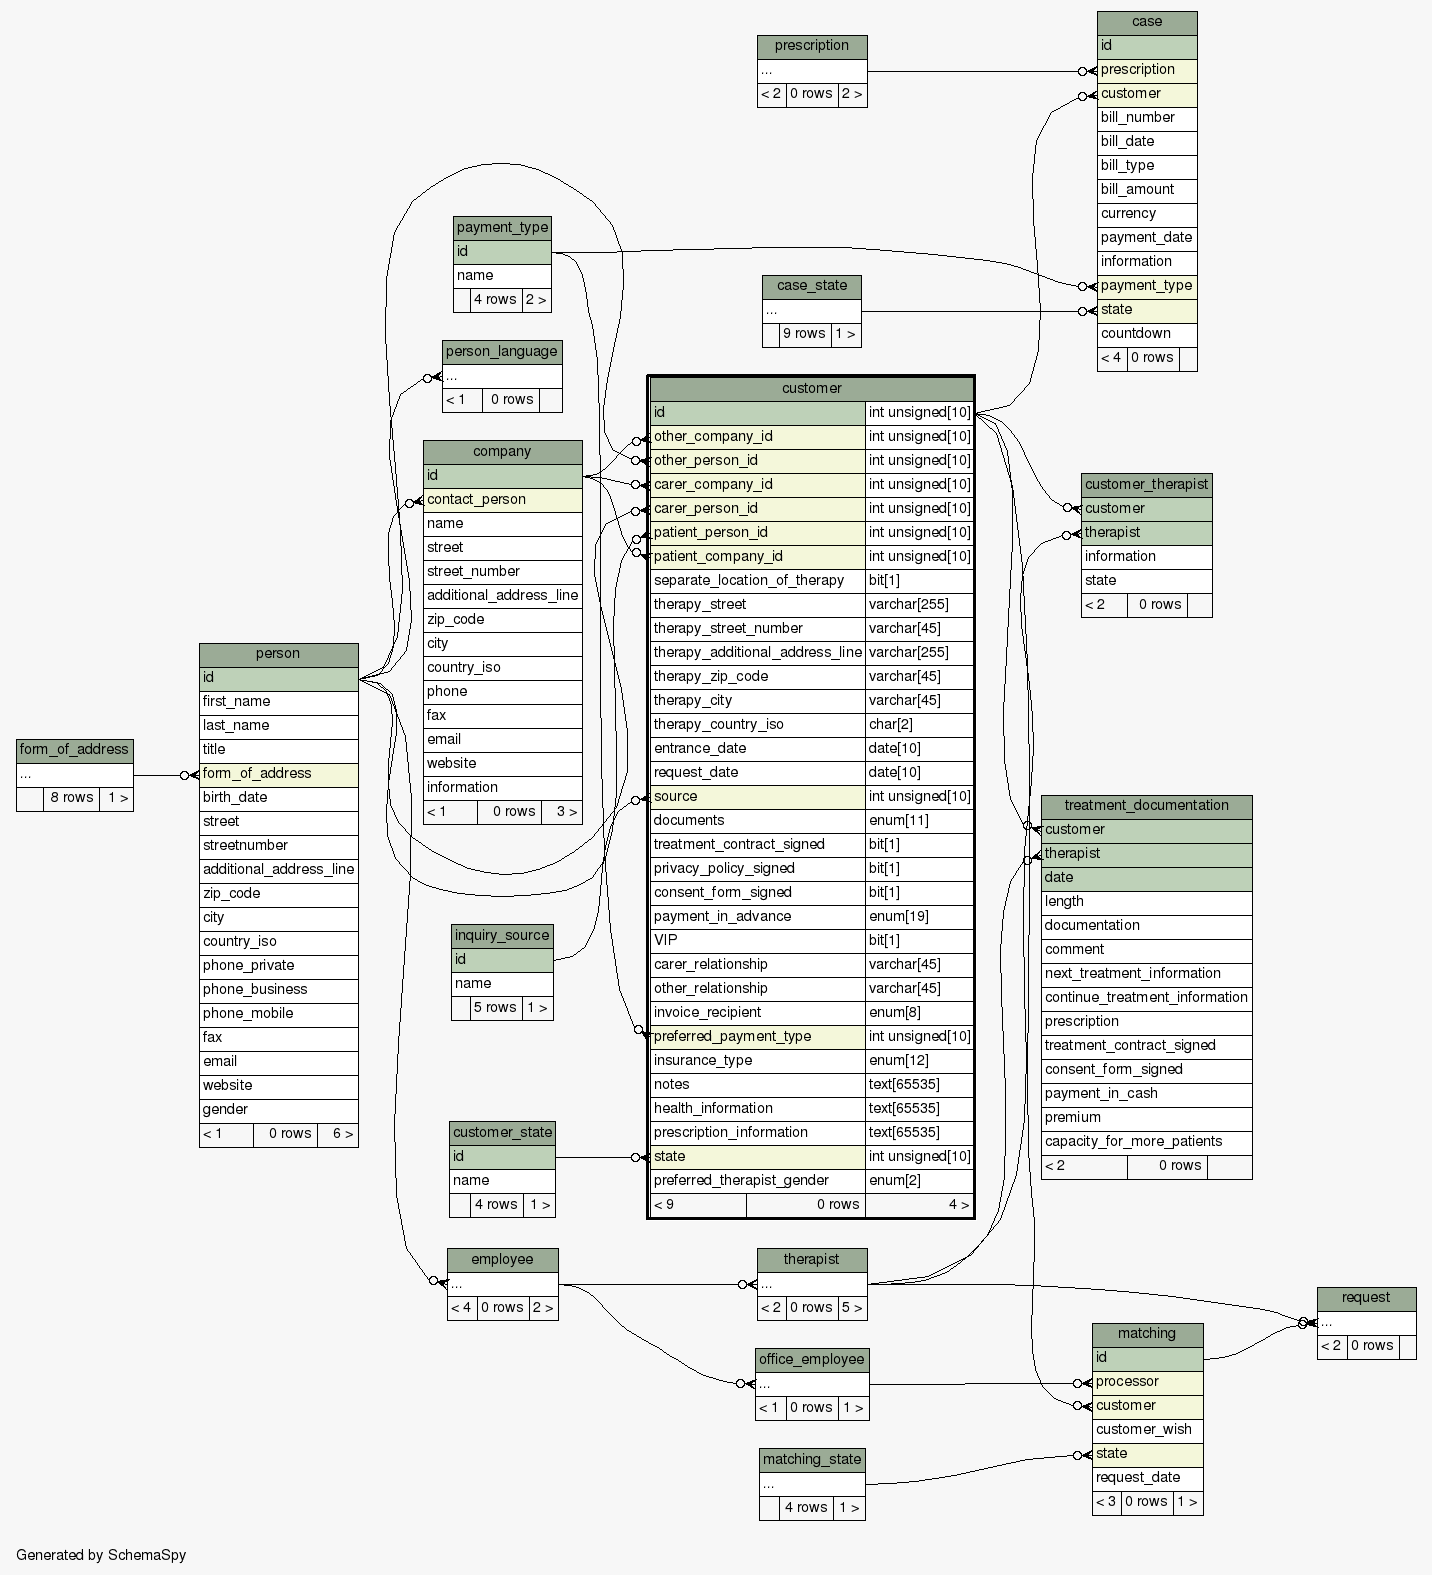 case
id
prescription
customer
bill_number
bill_date
bill_type
bill_amount
currency
payment_date
information
payment_type
state
countdown
< 4 0 rows
prescription
...
< 2 0 rows 2 >
payment_type
id
name
4 rows 2 >
case_state
...
9 rows 1 >
person_language
...
< 1 0 rows
company
id
contact_person
name
street
street_number
additional_address_line
zip_code
city
country_iso
phone
fax
email
website
information
< 1 0 rows 3 >
customer
id int unsigned[10]
other_company_id int unsigned[10]
other_person_id int unsigned[10]
carer_company_id int unsigned[10]
carer_person_id int unsigned[10]
patient_person_id int unsigned[10]
patient_company_id int unsigned[10]
separate_location_of_therapy bit[1]
therapy_street varchar[255]
therapy_street_number varchar[45]
therapy_additional_address_line varchar[255]
therapy_zip_code varchar[45]
therapy_city varchar[45]
therapy_country_iso char[2]
entrance_date date[10]
request_date date[10]
source int unsigned[10]
documents enum[11]
treatment_contract_signed bit[1]
privacy_policy_signed bit[1]
consent_form_signed bit[1]
payment_in_advance enum[19]
VIP bit[1]
carer_relationship varchar[45]
other_relationship varchar[45]
invoice_recipient enum[8]
preferred_payment_type int unsigned[10]
insurance_type enum[12]
notes text[65535]
health_information text[65535]
prescription_information text[65535]
state int unsigned[10]
preferred_therapist_gender enum[2]
< 9 0 rows 4 >
customer_therapist
customer
therapist
information
state
< 2 0 rows
person
id
first_name
last_name
title
form_of_address
birth_date
street
streetnumber
additional_address_line
zip_code
city
country_iso
phone_private
phone_business
phone_mobile
fax
email
website
gender
< 1 0 rows 6 >
form_of_address
...
8 rows 1 >
treatment_documentation
customer
therapist
date
length
documentation
comment
next_treatment_information
continue_treatment_information
prescription
treatment_contract_signed
consent_form_signed
payment_in_cash
premium
capacity_for_more_patients
< 2 0 rows
inquiry_source
id
name
5 rows 1 >
customer_state
id
name
4 rows 1 >
employee
...
< 4 0 rows 2 >
therapist
...
< 2 0 rows 5 >
request
...
< 2 0 rows
matching
id
processor
customer
customer_wish
state
request_date
< 3 0 rows 1 >
office_employee
...
< 1 0 rows 1 >
matching_state
...
4 rows 1 >
Generated by SchemaSpy